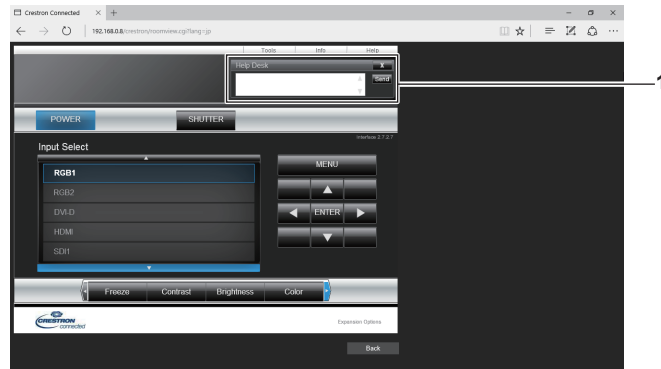 Crestron Connected
192.168.0.8/crestron/roomview.cgi?lang=jp
Tools Info Help
Help Desk X
Send
1
POWER SHUTTER
Interface 2.7.2.7
Input Select
MENU
RGB1
RGB2
DVI-D
HDMI
SDI1
ENTER
Freeze Contrast Brightness Color
CRESTRON
connected
Expansion Options
Back